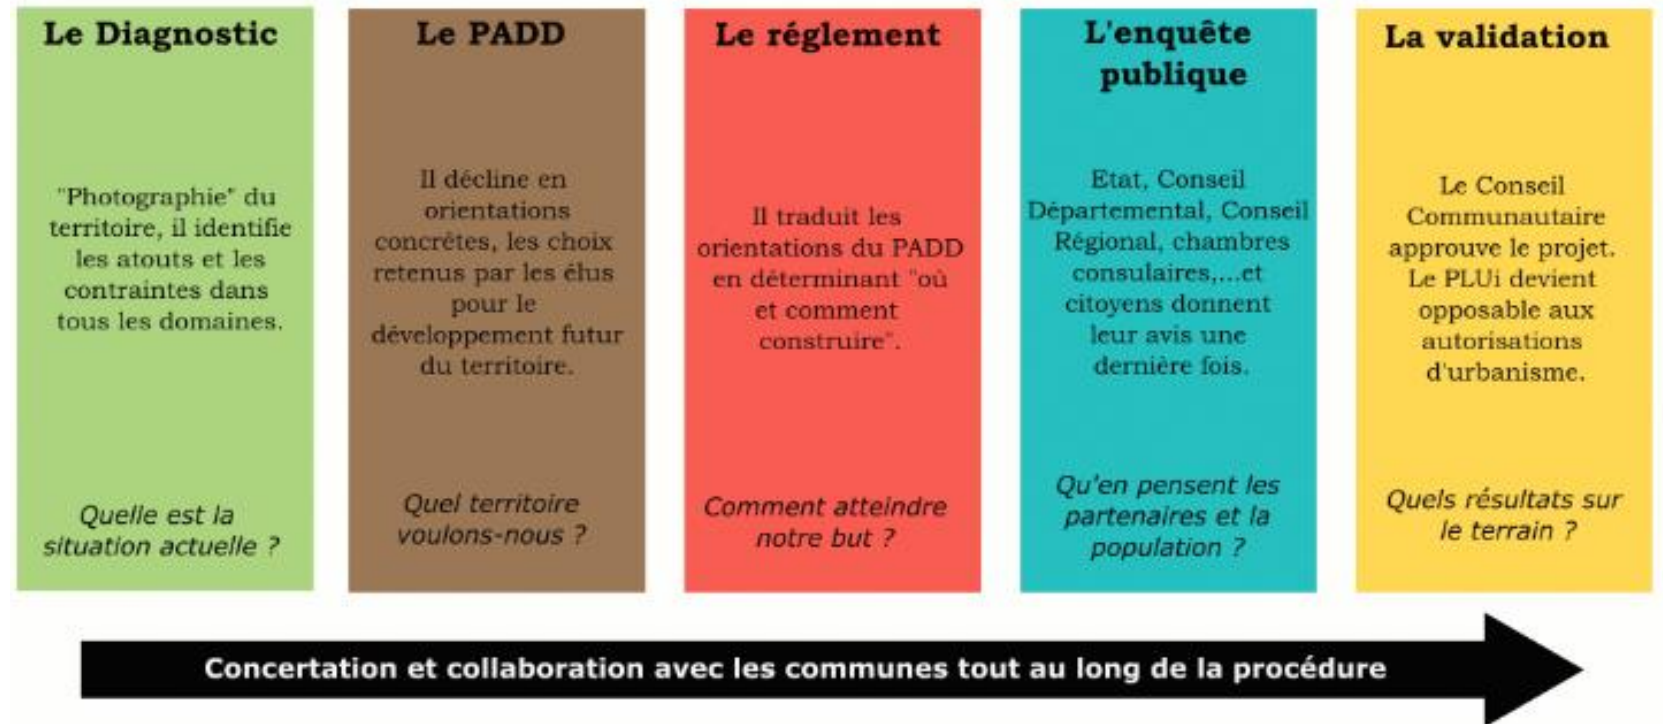 Le Diagnostic
"Photographie" du
territoire, il identifie
les atouts et les
contraintes dans
tous les domaines.
Quelle est la
situation actuelle ?
Le PADD
Il décline en
orientations
concrêtes, les choix
retenus par les élus
pour le
développement futur
du territoire.
Quel territoire
voulons-nous ?
Le réglement
Il traduit les
orientations du PADD
en déterminant "où
et comment
construire".
Comment atteindre
notre but ?
L'enquête
publique
Etat, Conseil
Départemental, Conseil
Régional, chambres
consulaires,...et
citoyens donnent
leur avis une
dernière fois.
Qu'en pensent les
partenaires et la
population ?
La validation
Le Conseil
Communautaire
approuve le projet.
Le PLUi devient
opposable aux
autorisations
d'urbanisme.
Quels résultats sur
le terrain ?
Concertation et collaboration avec les communes tout au long de la procédure